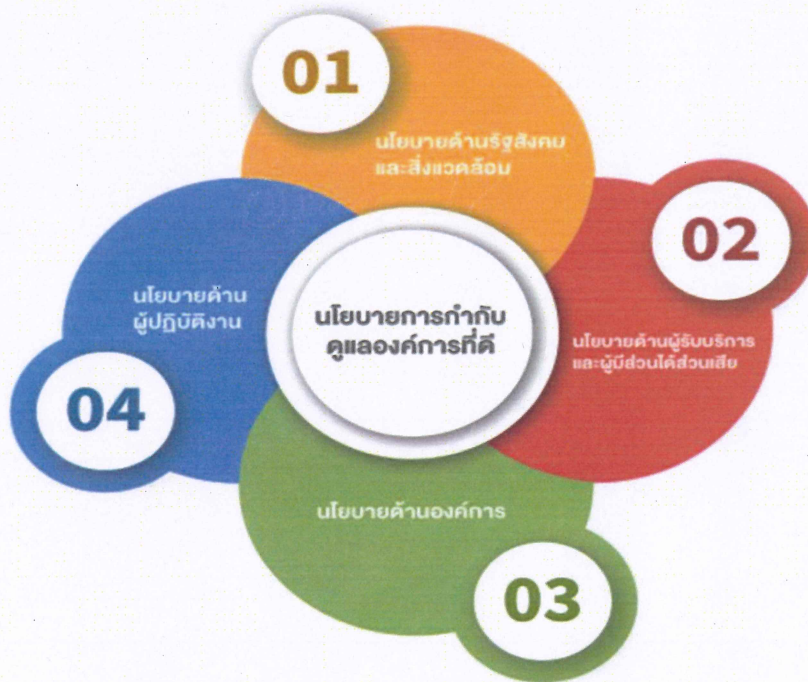 01
นโยบายด้านรัฐสังคม
และสิ่งแวดล้อม
02
นโยบายด้านผู้รับบริการ
และผู้มีส่วนได้ส่วนเสีย
นโยบายด้าน
ผู้ปฏิบัติงาน
04
นโยบายการกำกับ
ดูแลองค์การที่ดี
นโยบายด้านองค์การ
03